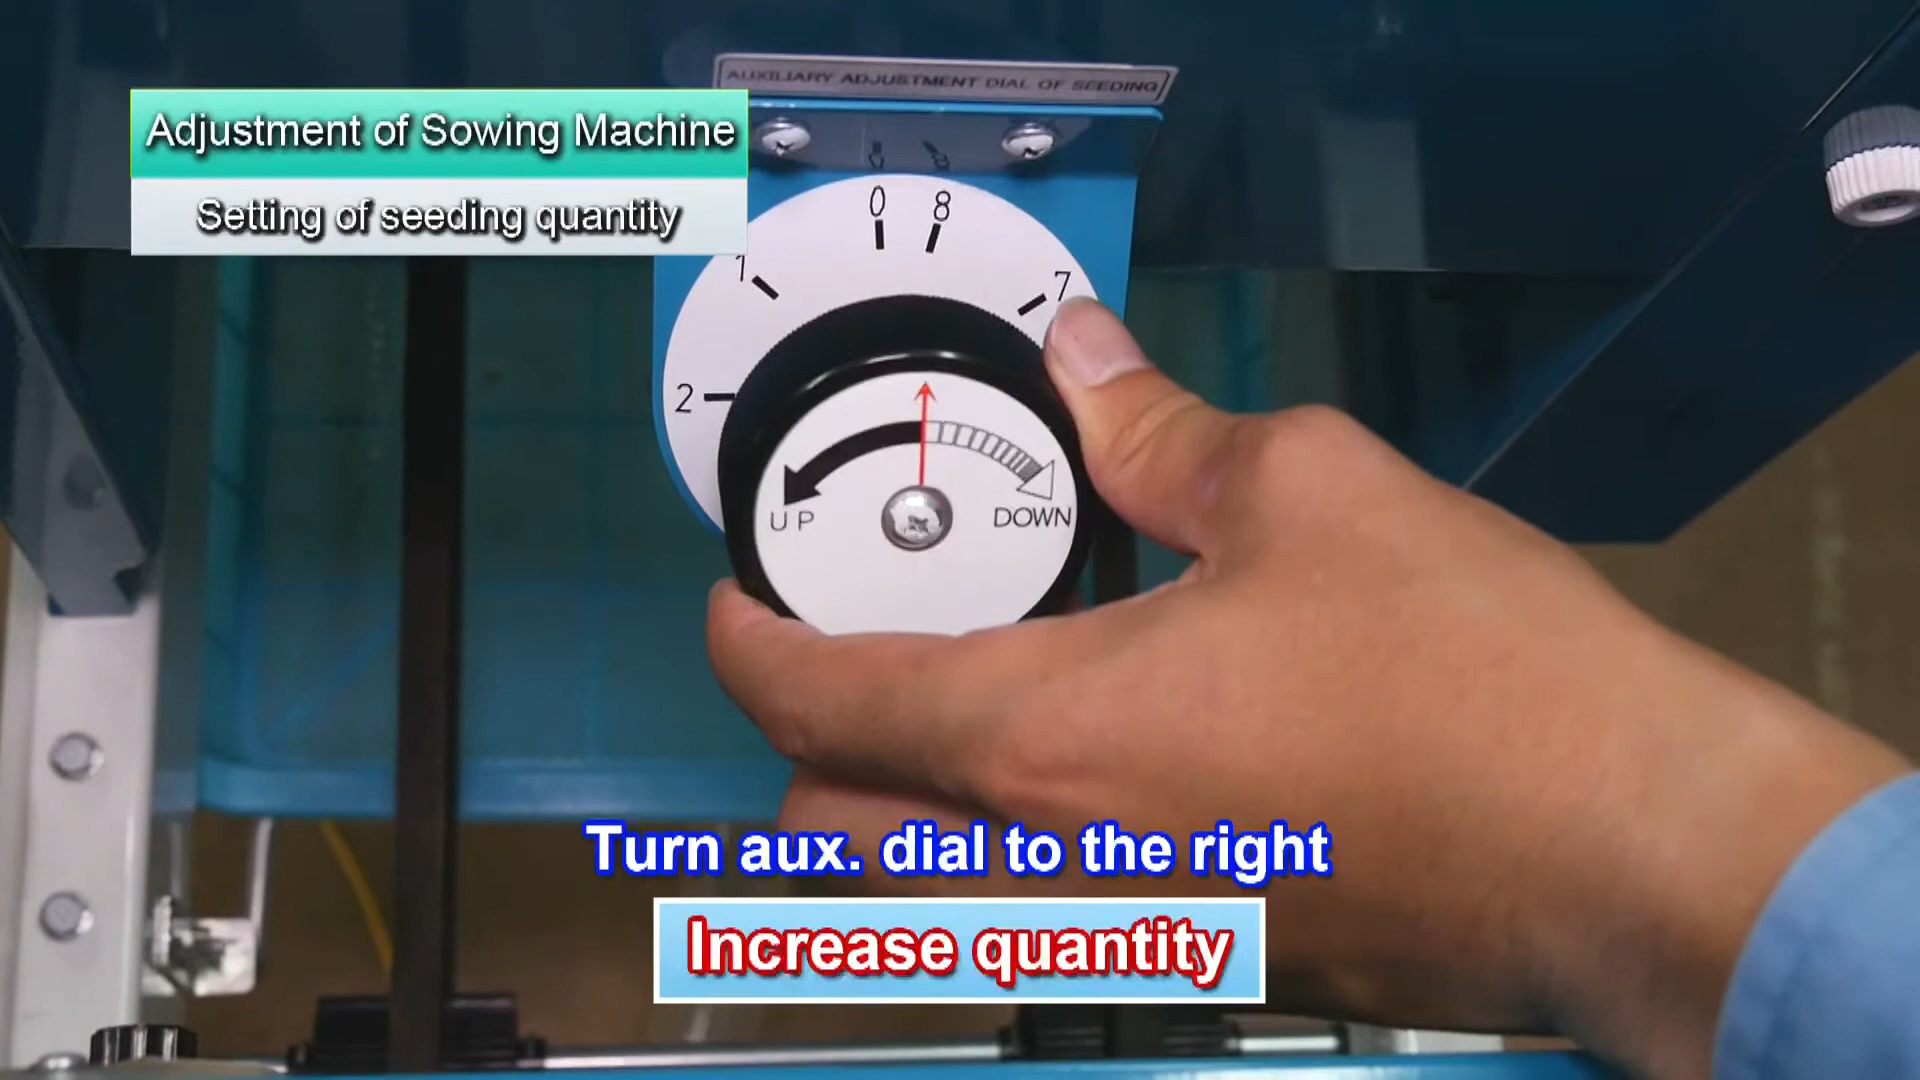 AUXILIARY ADJUSTMENT DIAL OF SEEDING
Adjustment of Sowing Machine
Setting of seeding quantity
0 8
1 7
2
UP DOWN
Turn aux. dial to the right
Increase quantity